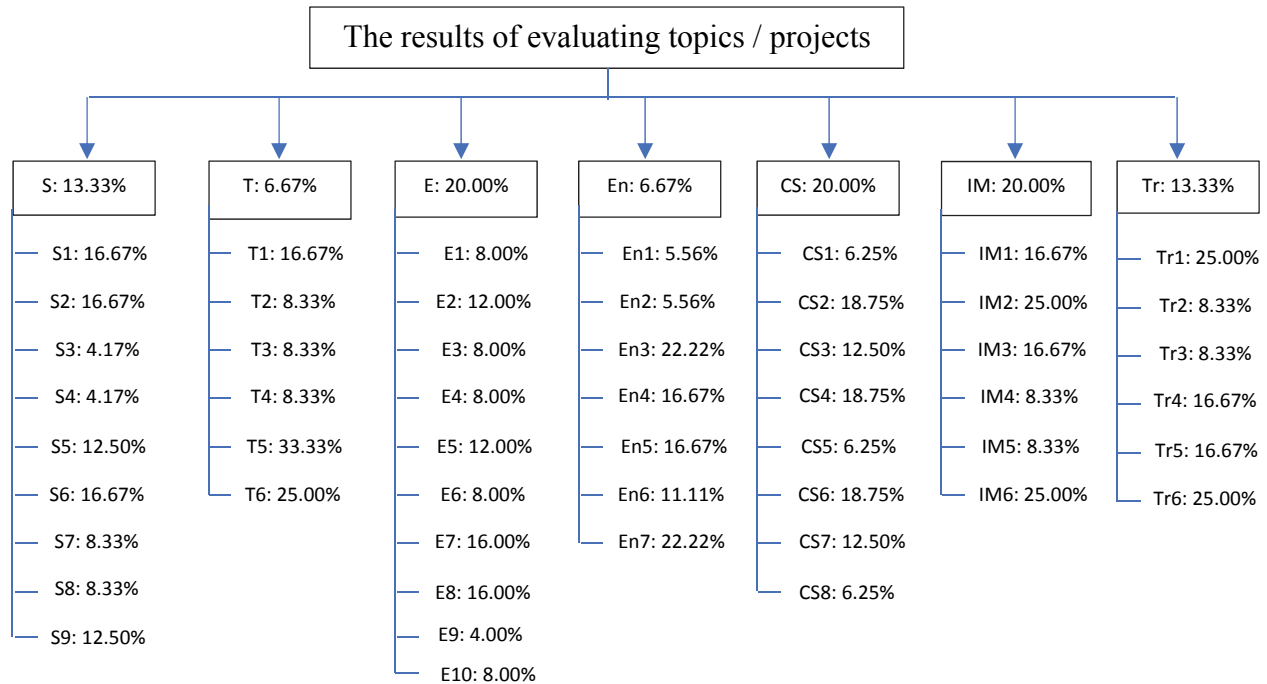 The results of evaluating topics / projects
S: 13.33%
T: 6.67%
E: 20.00%
En: 6.67%
CS: 20.00%
IM: 20.00%
Tr: 13.33%
S1: 16.67%
S2: 16.67%
S3: 4.17%
S4: 4.17%
S5: 12.50%
S6: 16.67%
S7: 8.33%
S8: 8.33%
S9: 12.50%
T1: 16.67%
T2: 8.33%
T3: 8.33%
T4: 8.33%
T5: 33.33%
T6: 25.00%
E1: 8.00%
E2: 12.00%
E3: 8.00%
E4: 8.00%
E5: 12.00%
E6: 8.00%
E7: 16.00%
E8: 16.00%
E9: 4.00%
E10: 8.00%
En1: 5.56%
En2: 5.56%
En3: 22.22%
En4: 16.67%
En5: 16.67%
En6: 11.11%
En7: 22.22%
CS1: 6.25%
CS2: 18.75%
CS3: 12.50%
CS4: 18.75%
CS5: 6.25%
CS6: 18.75%
CS7: 12.50%
CS8: 6.25%
IM1: 16.67%
IM2: 25.00%
IM3: 16.67%
IM4: 8.33%
IM5: 8.33%
IM6: 25.00%
Tr1: 25.00%
Tr2: 8.33%
Tr3: 8.33%
Tr4: 16.67%
Tr5: 16.67%
Tr6: 25.00%